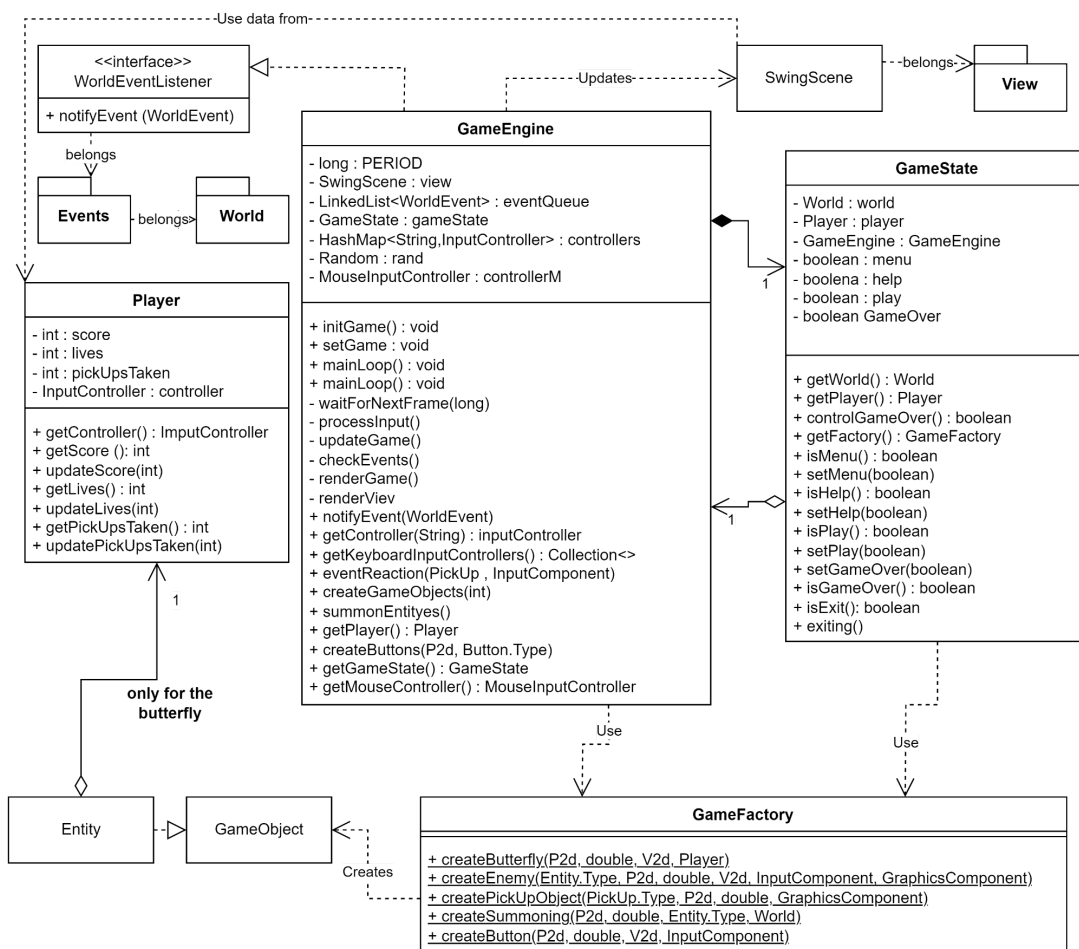 Use data from
<<interface>>
WorldEventListener
+ notifyEvent (WorldEvent)
belongs
Events
belongs
World
Updates
SwingScene
belongs
View
GameEngine
- long : PERIOD
- SwingScene : view
- LinkedList<WorldEvent> : eventQueue
- GameState : gameState
- HashMap<String,InputController> : controllers
- Random : rand
- MouseInputController : controllerM
+ initGame() : void
+ setGame : void
+ mainLoop() : void
+ mainLoop() : void
- waitForNextFrame(long)
- processInput()
- updateGame()
- checkEvents()
- renderGame()
- renderViev
+ notifyEvent(WorldEvent)
+ getController(String) : inputController
+ getKeyboardInputControllers() : Collection<>
+ eventReaction(PickUp , InputComponent)
+ createGameObjects(int)
+ summonEntityes()
+ getPlayer() : Player
+ createButtons(P2d, Button.Type)
+ getGameState() : GameState
+ getMouseController() : MouseInputController
1
1
GameState
- World : world
- Player : player
- GameEngine : GameEngine
- boolean : menu
- boolena : help
- boolean : play
- boolean GameOver
+ getWorld() : World
+ getPlayer() : Player
+ controlGameOver() : boolean
+ getFactory() : GameFactory
+ isMenu() : boolean
+ setMenu(boolean)
+ isHelp() : boolean
+ setHelp(boolean)
+ isPlay() : boolean
+ setPlay(boolean)
+ setGameOver(boolean)
+ isGameOver() : boolean
+ isExit(): boolean
+ exiting()
Player
- int : score
- int : lives
- int : pickUpsTaken
- InputController : controller
+ getController() : ImputController
+ getScore (): int
+ updateScore(int)
+ getLives() : int
+ updateLives(int)
+ getPickUpsTaken() : int
+ updatePickUpsTaken(int)
1
only for the
butterfly
Use
Use
Entity
GameObject
Creates
GameFactory
+ createButterfly(P2d, double, V2d, Player)
+ createEnemy(Entity.Type, P2d, double, V2d, InputComponent, GraphicsComponent)
+ createPickUpObject(PickUp.Type, P2d, double, GraphicsComponent)
+ createSummoning(P2d, double, Entity.Type, World)
+ createButton(P2d, double, V2d, InputComponent)